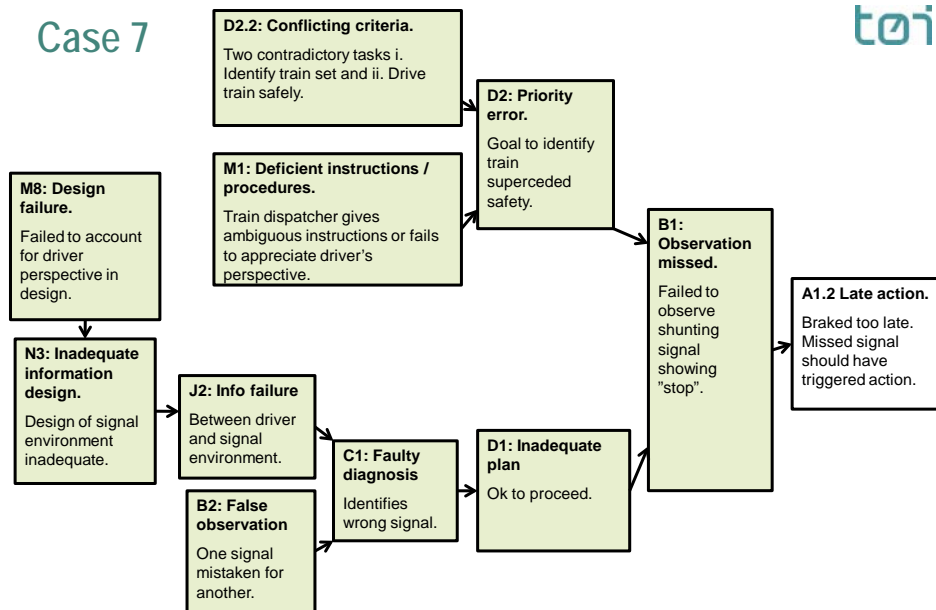 Case 7
tøi
D2.2: Conflicting criteria.
Two contradictory tasks i.
Identify train set and ii. Drive
train safely.
D2: Priority
error.
Goal to identify
train
superceded
safety.
M1: Deficient instructions /
procedures.
Train dispatcher gives
ambiguous instructions or fails
to appreciate driver's
perspective.
M8: Design
failure.
Failed to account
for driver
perspective in
design.
B1:
Observation
missed.
Failed to
observe
shunting
signal
showing
"stop".
A1.2 Late action.
Braked too late.
Missed signal
should have
triggered action.
N3: Inadequate
information
design.
Design of signal
environment
inadequate.
J2: Info failure
Between driver
and signal
environment.
C1: Faulty
diagnosis
Identifies
wrong signal.
D1: Inadequate
plan
Ok to proceed.
B2: False
observation
One signal
mistaken for
another.